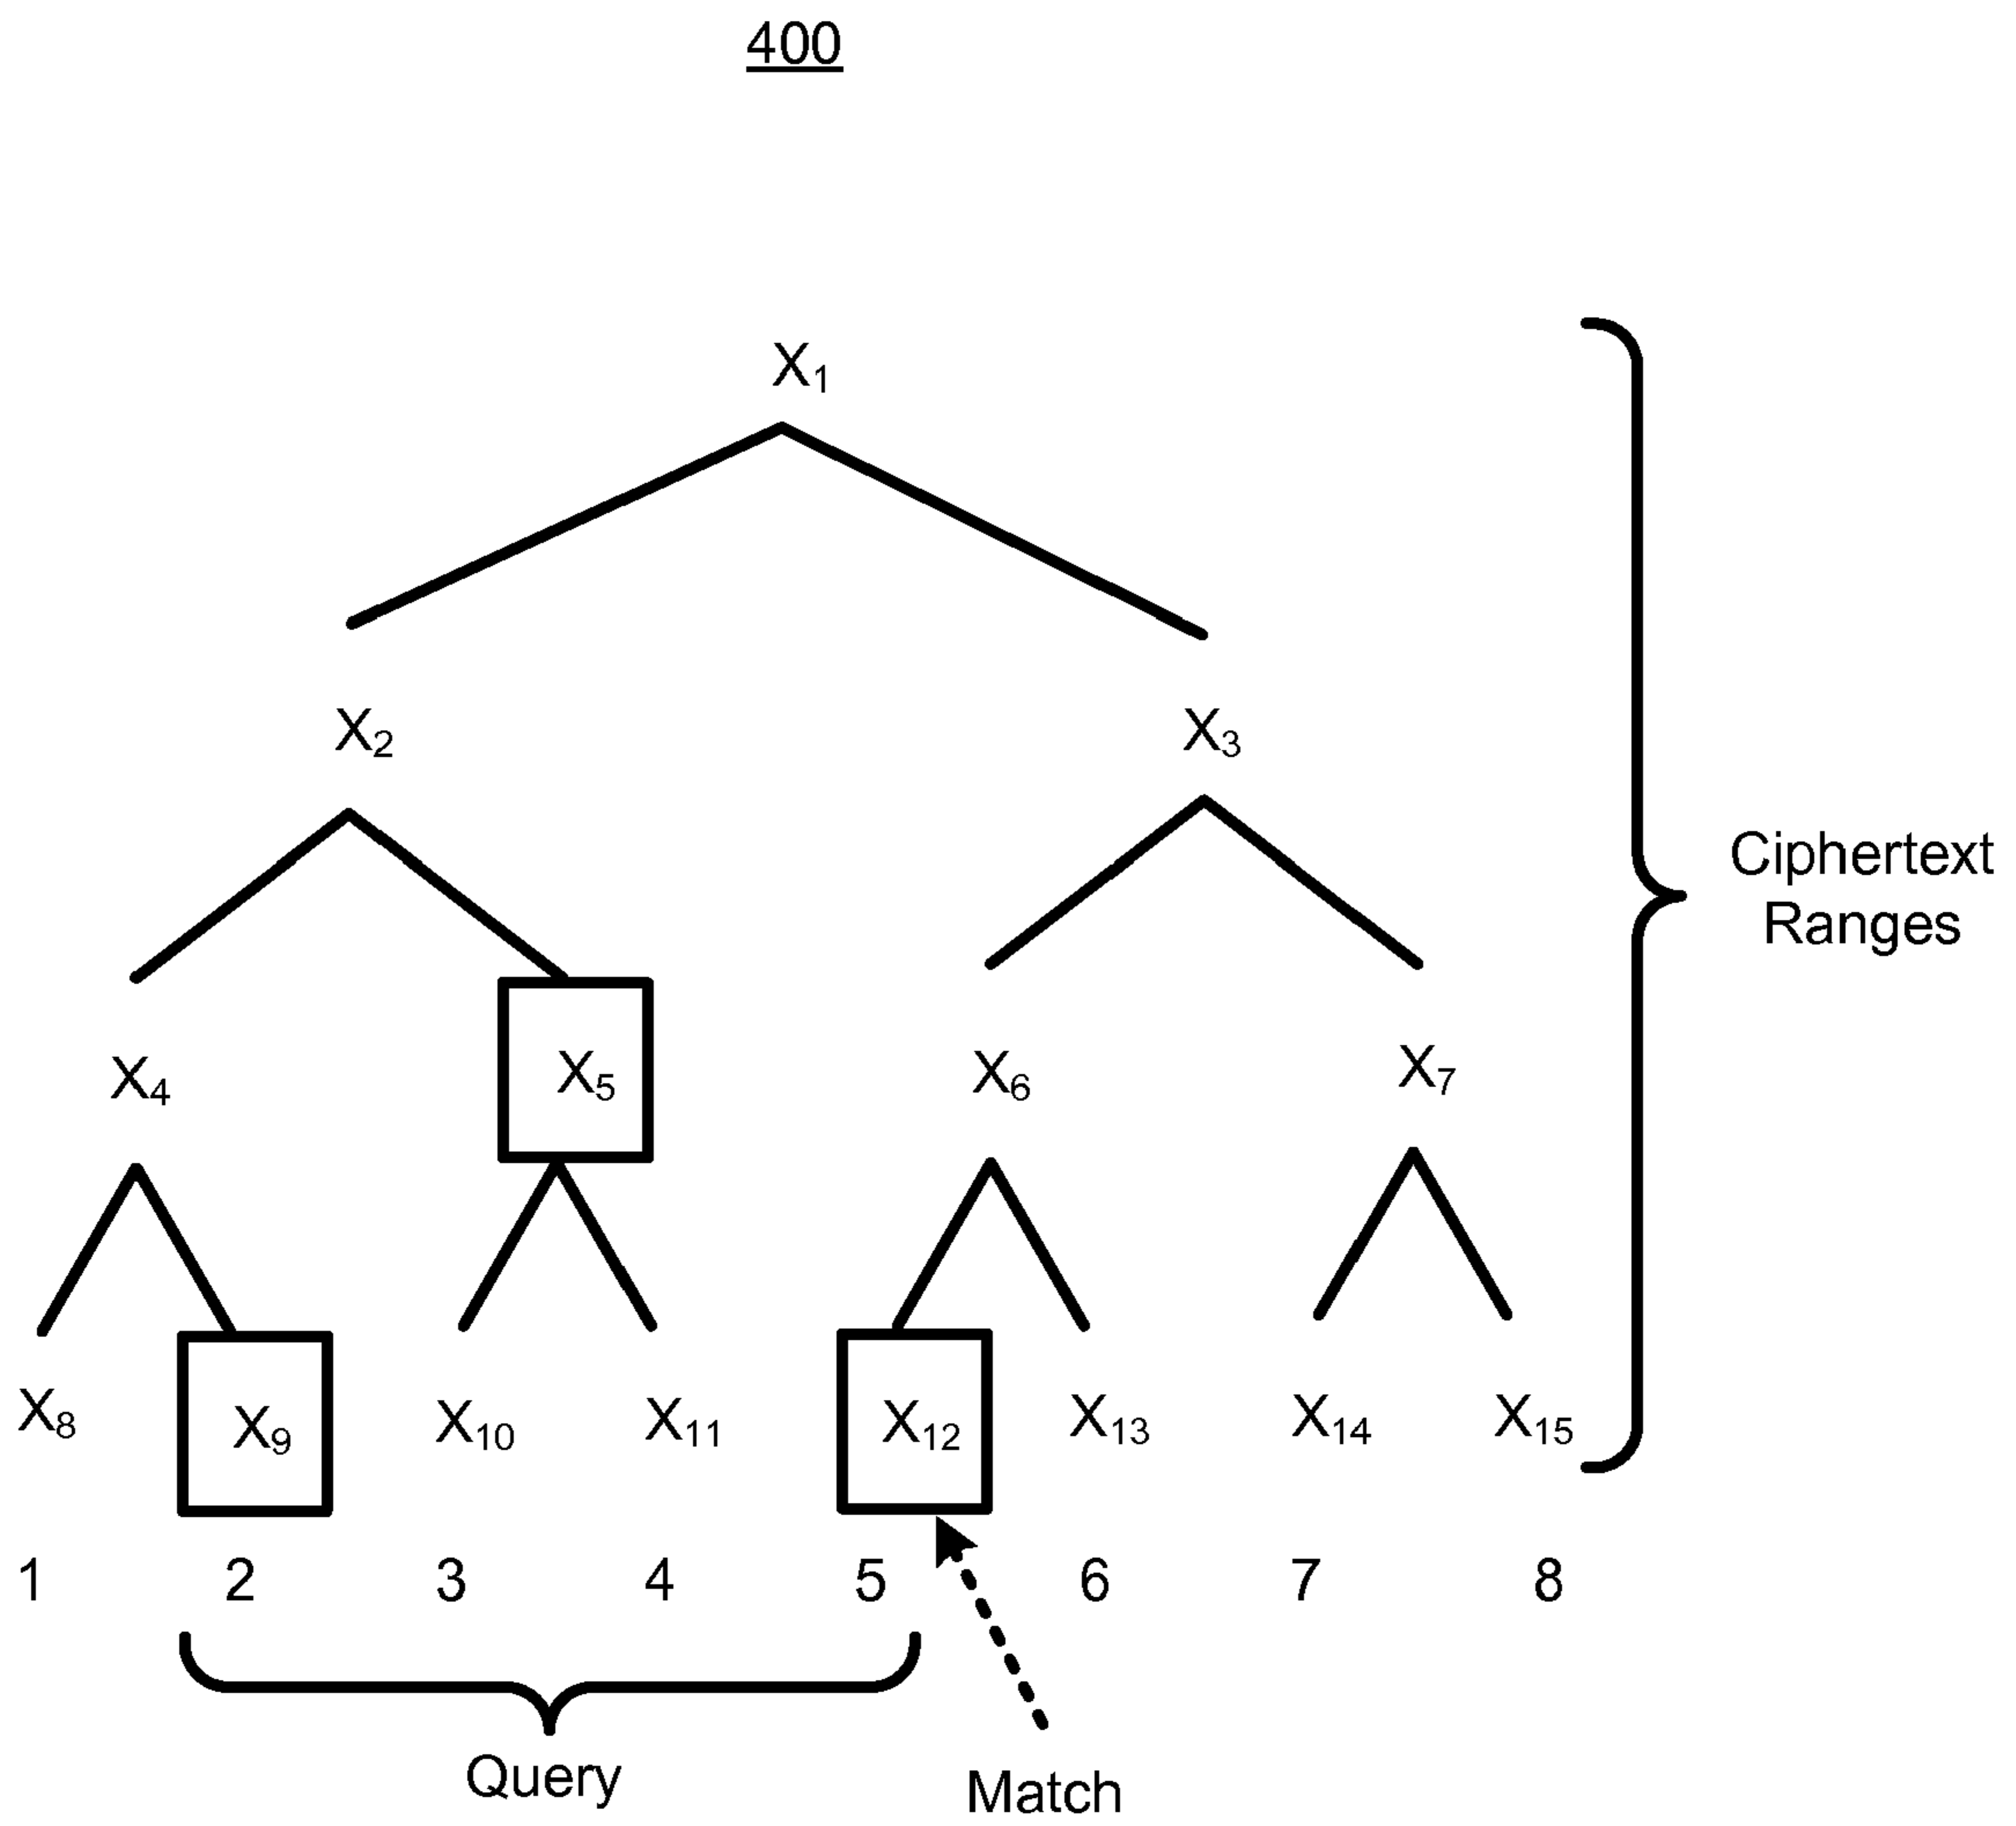 400
X1
X2 X3
Ciphertext
Ranges
X4 X5 X6 X7
X8 X9 X10 X11 X12 X13 X14 X15
1 2 3 4 5 6 7 8
Query
Match